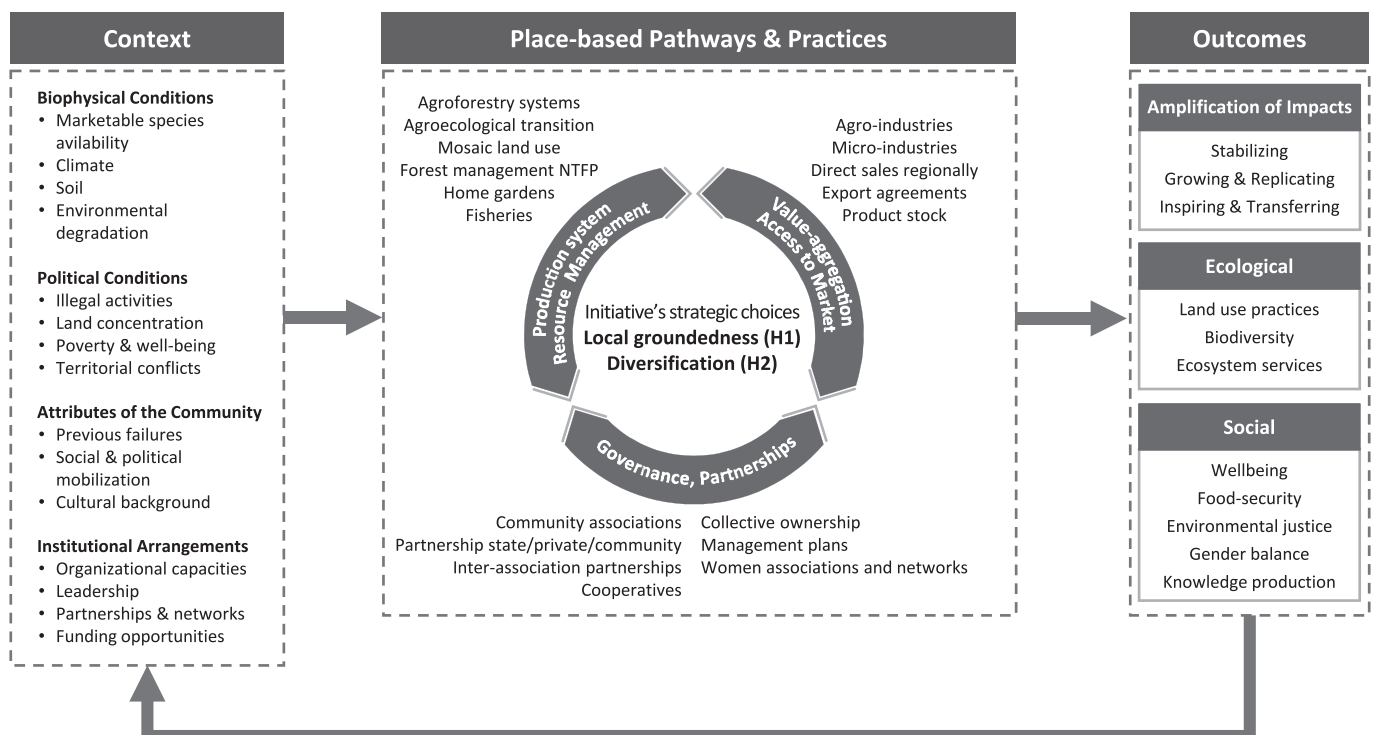 Context
Biophysical Conditions
• Marketable species
avilability
• Climate
• Soil
• Environmental
degradation
Political Conditions
• Illegal activities
• Land concentration
• Poverty & well-being
• Territorial conflicts
Attributes of the Community
• Previous failures
• Social & political
mobilization
• Cultural background
Institutional Arrangements
• Organizational capacities
• Leadership
• Partnerships & networks
• Funding opportunities
Place-based Pathways & Practices
Agroforestry systems
Agroecological transition
Mosaic land use
Forest management NTFP
Home gardens
Fisheries
Agro-industries
Micro-industries
Direct sales regionally
Export agreements
Product stock
Production system
Resource Management
Value-aggregation
Access to Market
Initiative's strategic choices
Local groundedness (H1)
Diversification (H2)
Governance, Partnerships
Community associations
Partnership state/private/community
Inter-association partnerships
Cooperatives
Collective ownership
Management plans
Women associations and networks
Outcomes
Amplification of Impacts
Stabilizing
Growing & Replicating
Inspiring & Transferring
Ecological
Land use practices
Biodiversity
Ecosystem services
Social
Wellbeing
Food-security
Environmental justice
Gender balance
Knowledge production